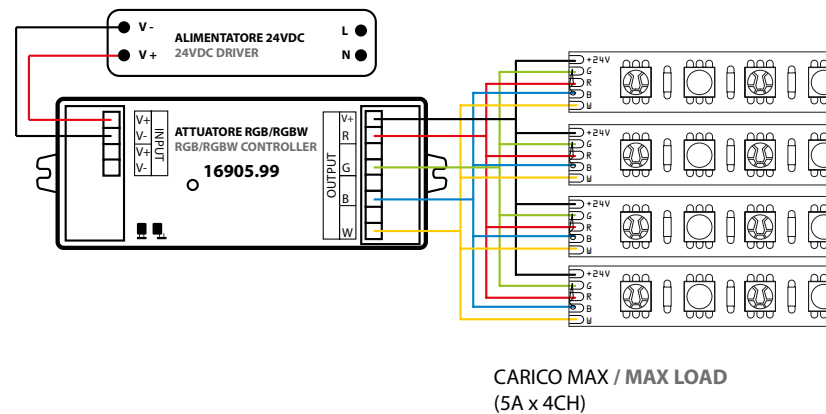 V -
V +
ALIMENTATORE 24VDC
24VDC DRIVER
L
N
V+
V-
V+
V-
INPUT
ATTUATORE RGB/RGBW
RGB/RGBW CONTROLLER
16905.99
OUTPUT
V+
R
G
B
W
+24V
G
R
B
W
+24V
G
R
B
W
+24V
G
R
B
W
+24V
G
R
B
W
CARICO MAX / MAX LOAD
(5A x 4CH)